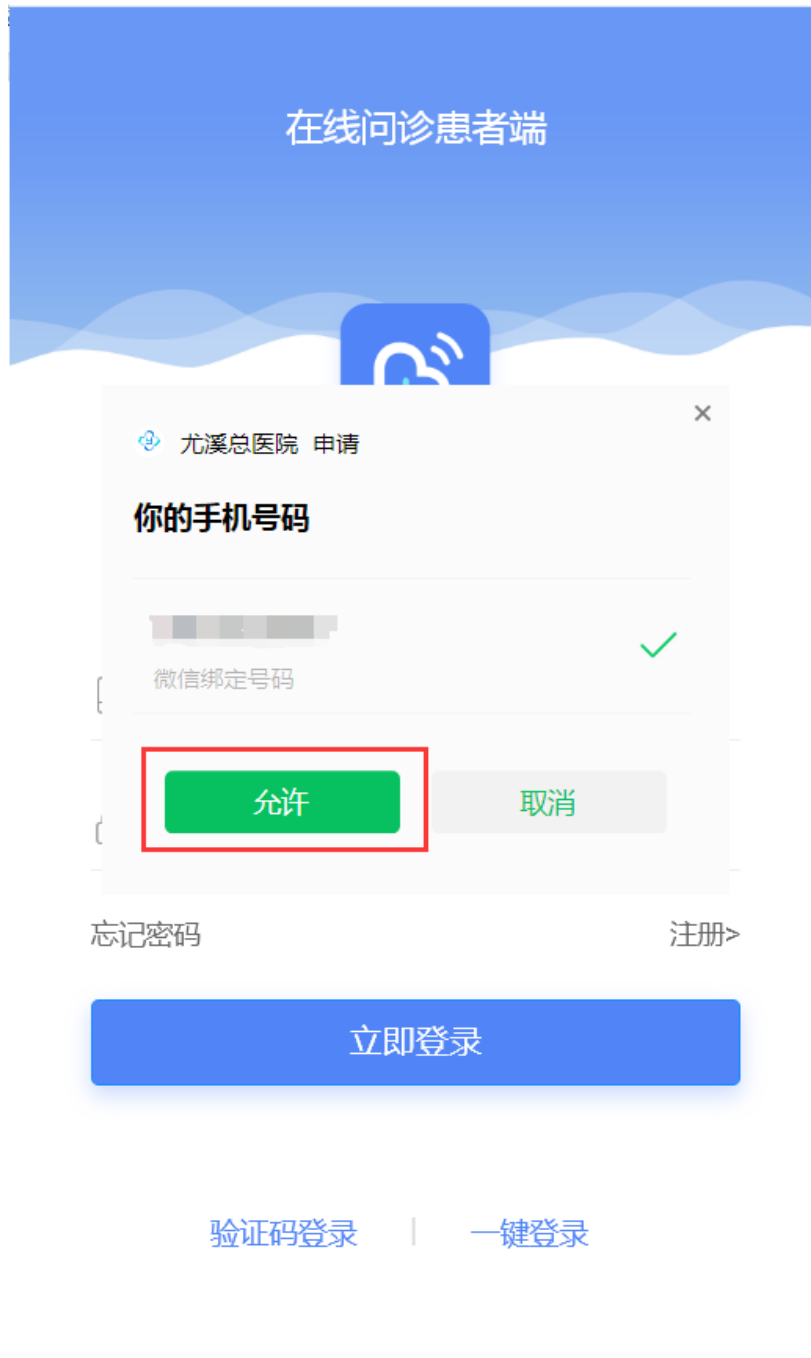 在线问诊患者端
尤溪总医院 申请
你的手机号码
微信绑定号码
允许
取消
忘记密码
注册>
立即登录
验证码登录
一键登录